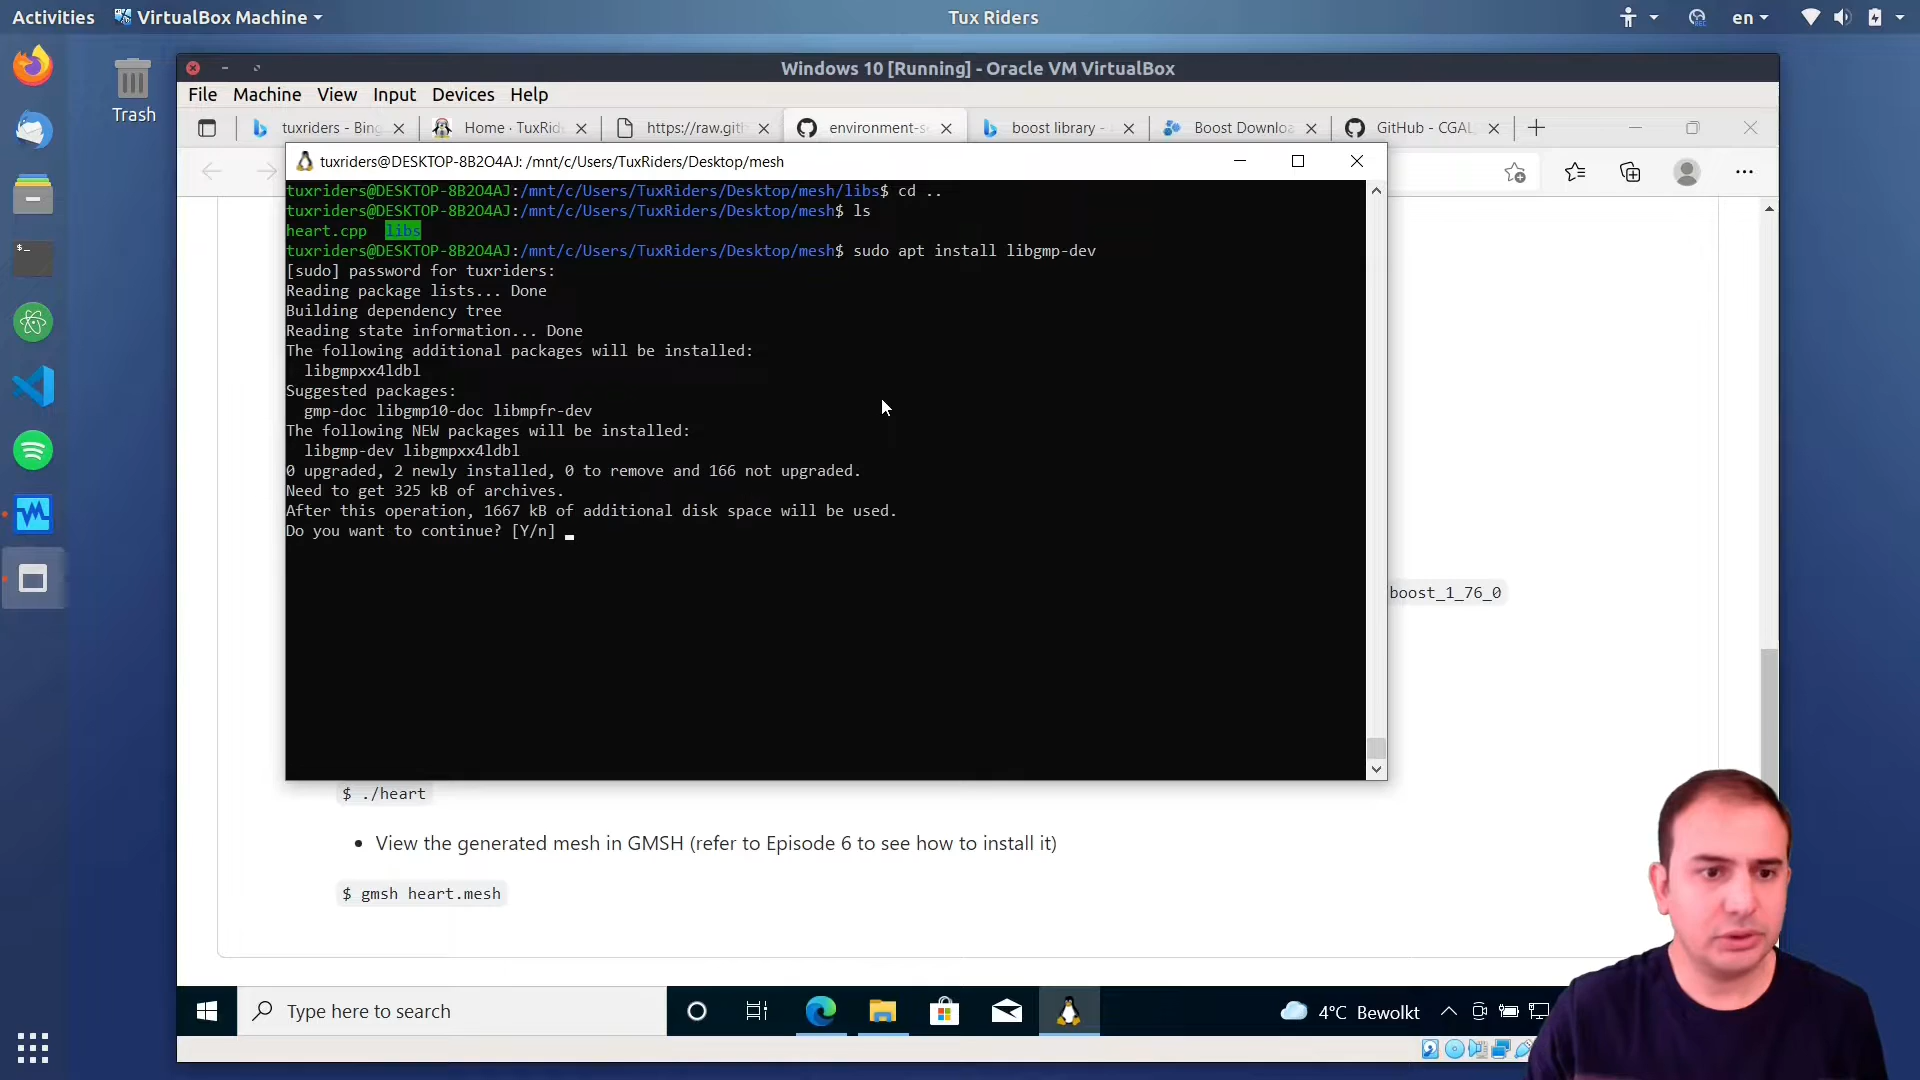 Activities VirtualBox Machine Tux Riders en
Trash
Windows 10 [Running] - Oracle VM VirtualBox
File Machine View Input Devices Help
tuxriders - Bing Home · TuxRid https://raw.gith environment-s boost library - Boost Downloa GitHub - CGAL
tuxriders@DESKTOP-8B2O4AJ: /mnt/c/Users/TuxRiders/Desktop/mesh
tuxriders@DESKTOP-8B2O4AJ:/mnt/c/Users/TuxRiders/Desktop/mesh/libs$ cd ..
tuxriders@DESKTOP-8B2O4AJ:/mnt/c/Users/TuxRiders/Desktop/mesh$ ls
heart.cpp libs
tuxriders@DESKTOP-8B2O4AJ:/mnt/c/Users/TuxRiders/Desktop/mesh$ sudo apt install libgmp-dev
[sudo] password for tuxriders:
Reading package lists... Done
Building dependency tree
Reading state information... Done
The following additional packages will be installed:
libgmpxx4ldbl
Suggested packages:
gmp-doc libgmp10-doc libmpfr-dev
The following NEW packages will be installed:
libgmp-dev libgmpxx4ldbl
0 upgraded, 2 newly installed, 0 to remove and 166 not upgraded.
Need to get 325 kB of archives.
After this operation, 1667 kB of additional disk space will be used.
Do you want to continue? [Y/n]
boost_1_76_0
$ ./heart
• View the generated mesh in GMSH (refer to Episode 6 to see how to install it)
$ gmsh heart.mesh
Type here to search
4°C Bewolkt